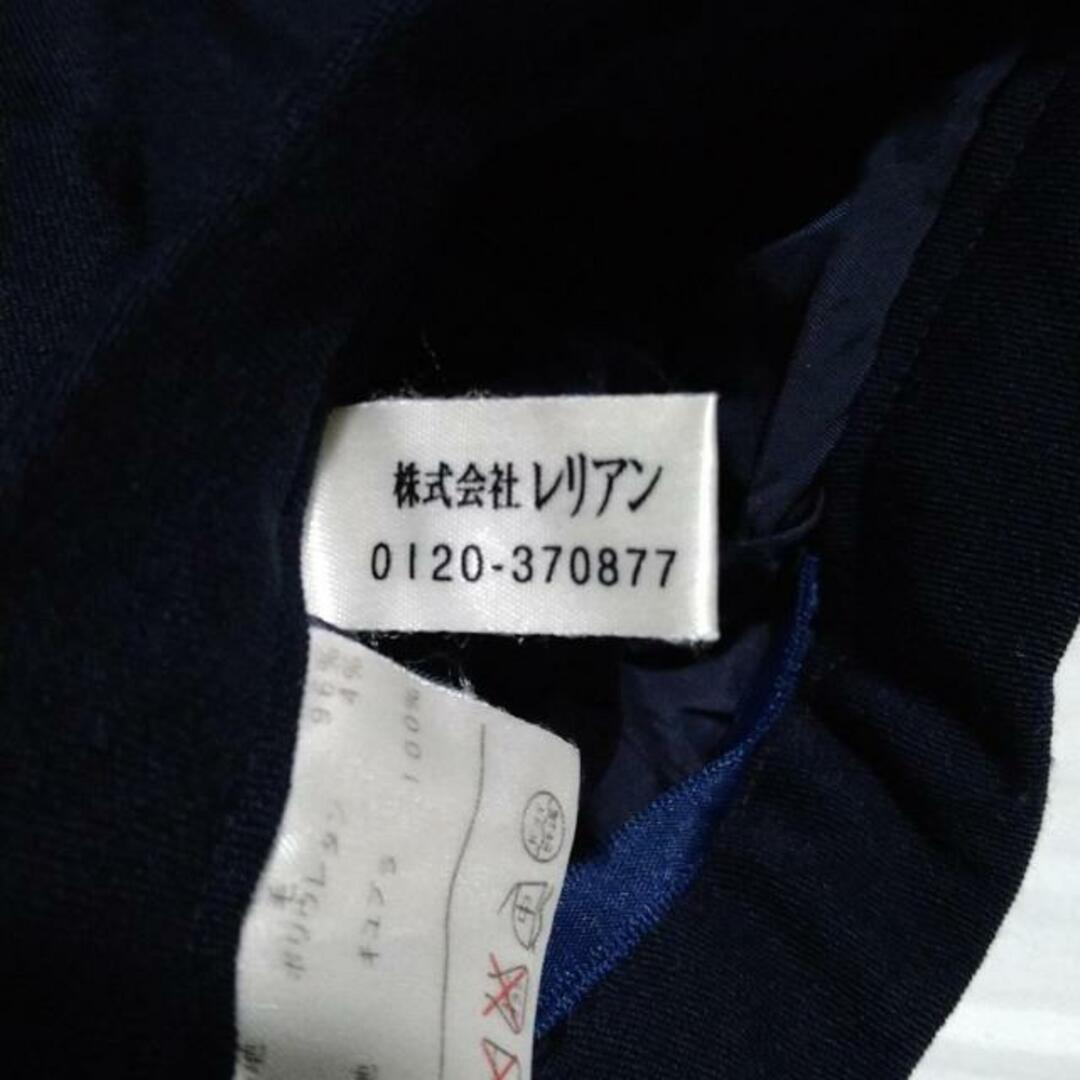 株式会社レリアン
0120-370877
毛 96%
ポリウレタン 4%
キュプラ 100%
中